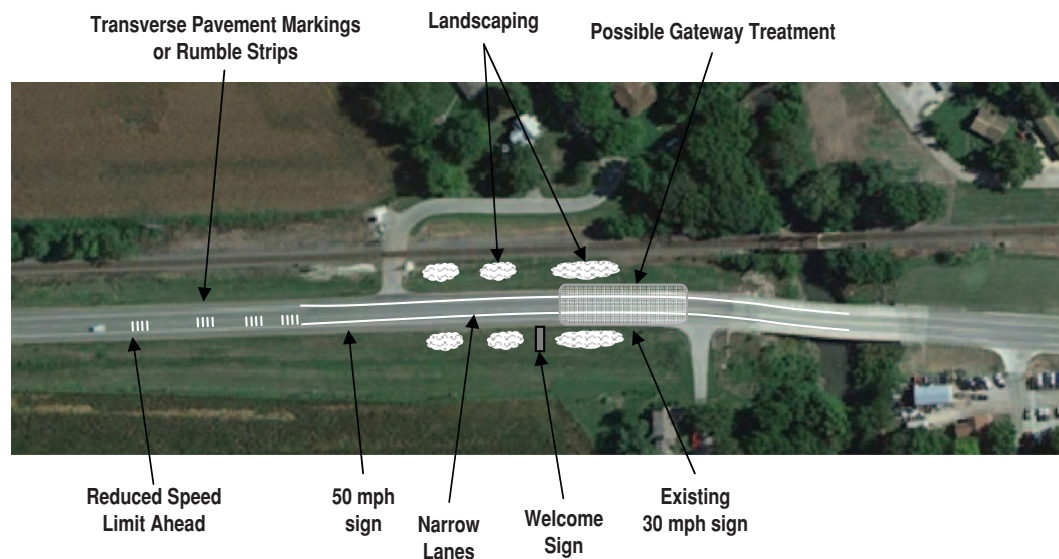 Transverse Pavement Markings
or Rumble Strips
Landscaping
Possible Gateway Treatment
Reduced Speed
Limit Ahead
50 mph
sign
Narrow
Lanes
Welcome
Sign
Existing
30 mph sign